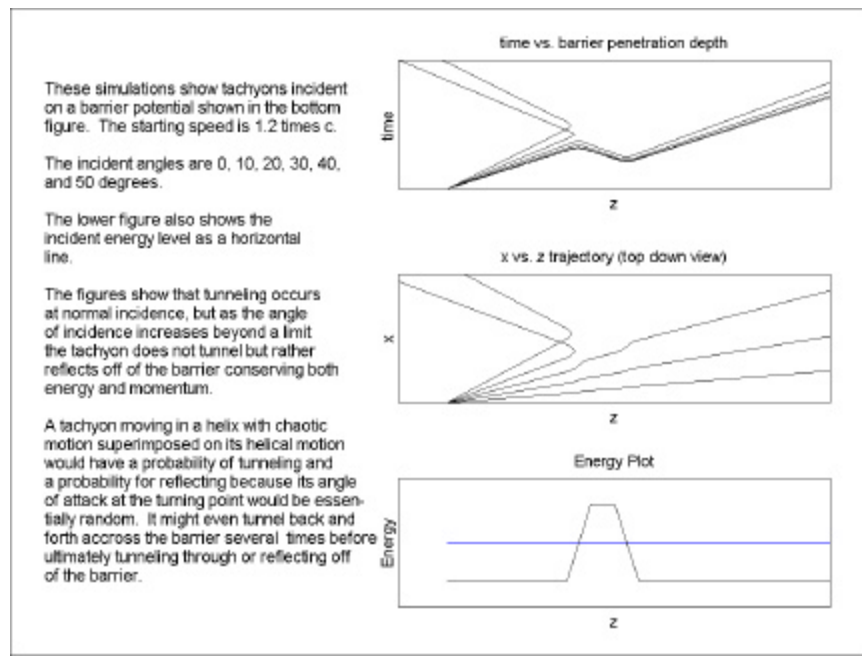 time vs. barrier penetration depth
These simulations show tachyons incident
on a barrier potential shown in the bottom
figure.  The starting speed is 1.2 times c.
The incident angles are 0, 10, 20, 30, 40,
and 50 degrees.
The lower figure also shows the
incident energy level as a horizontal
line.
The figures show that tunneling occurs
at normal incidence, but as the angle
of incidence increases beyond a limit
the tachyon does not tunnel but rather
reflects off of the barrier conserving both
energy and momentum.
A tachyon moving in a helix with chaotic
motion superimposed on its helical motion
would have a probability of tunneling and
a probability for reflecting because its angle
of attack at the turning point would be essen-
tially random.  It might even tunnel back and
forth accross the barrier several  times before
ultimately tunneling through or reflecting off
of the barrier.
time
z
x vs. z trajectory (top down view)
x
z
Energy Plot
Energy
z